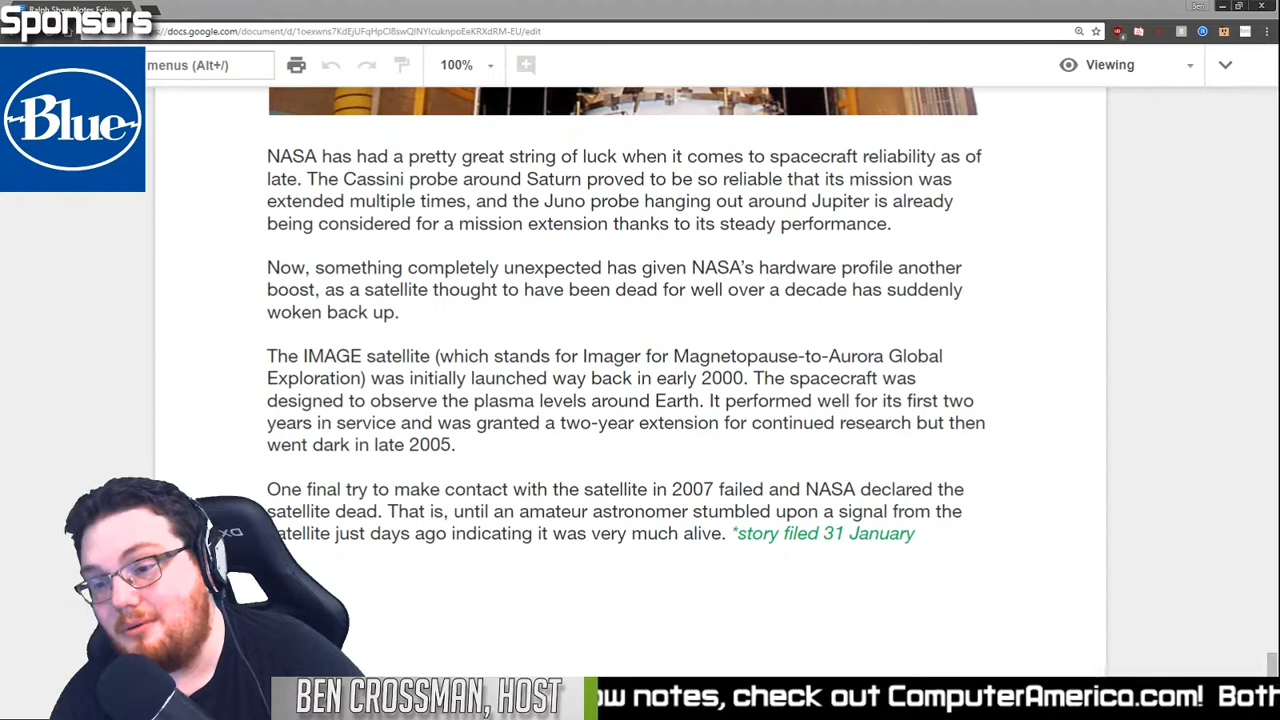 Ralph Show Notes Febr
Ben
Sponsors
docs.google.com/document/d/
/edit
menus (Alt+/)
100%
Viewing
Blue
NASA has had a pretty great string of luck when it comes to spacecraft reliability as of
late. The Cassini probe around Saturn proved to be so reliable that its mission was
extended multiple times, and the Juno probe hanging out around Jupiter is already
being considered for a mission extension thanks to its steady performance.
Now, something completely unexpected has given NASA’s hardware profile another
boost, as a satellite thought to have been dead for well over a decade has suddenly
woken back up.
The IMAGE satellite (which stands for Imager for Magnetopause-to-Aurora Global
Exploration) was initially launched way back in early 2000. The spacecraft was
designed to observe the plasma levels around Earth. It performed well for its first two
years in service and was granted a two-year extension for continued research but then
went dark in late 2005.
One final try to make contact with the satellite in 2007 failed and NASA declared the
satellite dead. That is, until an amateur astronomer stumbled upon a signal from the
satellite just days ago indicating it was very much alive. *story filed 31 January
BEN CROSSMAN, HOST
ow notes, check out ComputerAmerica.com! Both